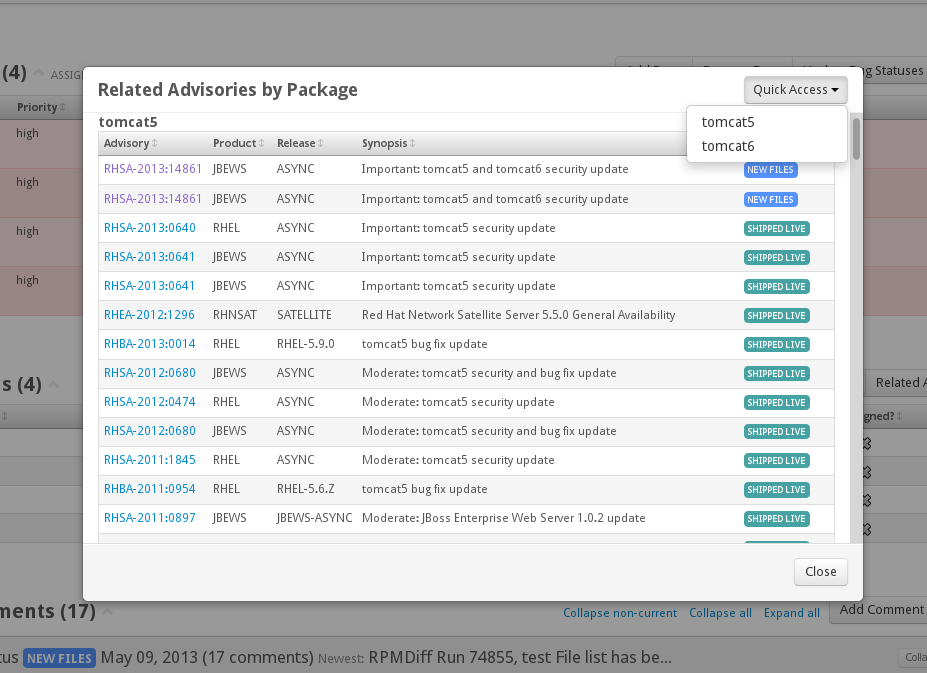 (4) ASSIG
Bug Statuses
Priority
high
high
high
high
Related Advisories by Package
Quick Access
tomcat5
tomcat6
tomcat5
Advisory Product Release Synopsis
RHSA-2013:14861 JBEWS ASYNC Important: tomcat5 and tomcat6 security update NEW FILES
RHSA-2013:14861 JBEWS ASYNC Important: tomcat5 and tomcat6 security update NEW FILES
RHSA-2013:0640 RHEL ASYNC Important: tomcat5 security update SHIPPED LIVE
RHSA-2013:0641 JBEWS ASYNC Important: tomcat5 security update SHIPPED LIVE
RHSA-2013:0641 JBEWS ASYNC Important: tomcat5 security update SHIPPED LIVE
RHEA-2012:1296 RHNSAT SATELLITE Red Hat Network Satellite Server 5.5.0 General Availability SHIPPED LIVE
RHBA-2013:0014 RHEL RHEL-5.9.0 tomcat5 bug fix update SHIPPED LIVE
RHSA-2012:0680 JBEWS ASYNC Moderate: tomcat5 security and bug fix update SHIPPED LIVE
RHSA-2012:0474 RHEL ASYNC Moderate: tomcat5 security update SHIPPED LIVE
RHSA-2012:0680 JBEWS ASYNC Moderate: tomcat5 security and bug fix update SHIPPED LIVE
RHSA-2011:1845 RHEL ASYNC Moderate: tomcat5 security update SHIPPED LIVE
RHBA-2011:0954 RHEL RHEL-5.6.Z tomcat5 bug fix update SHIPPED LIVE
RHSA-2011:0897 JBEWS JBEWS-ASYNC Moderate: JBoss Enterprise Web Server 1.0.2 update SHIPPED LIVE
Close
s (4)
Related A
gned?
ments (17)
Collapse non-current Collapse all Expand all Add Comment
tus NEW FILES May 09, 2013 (17 comments) Newest: RPMDiff Run 74855, test File list has be... Colla